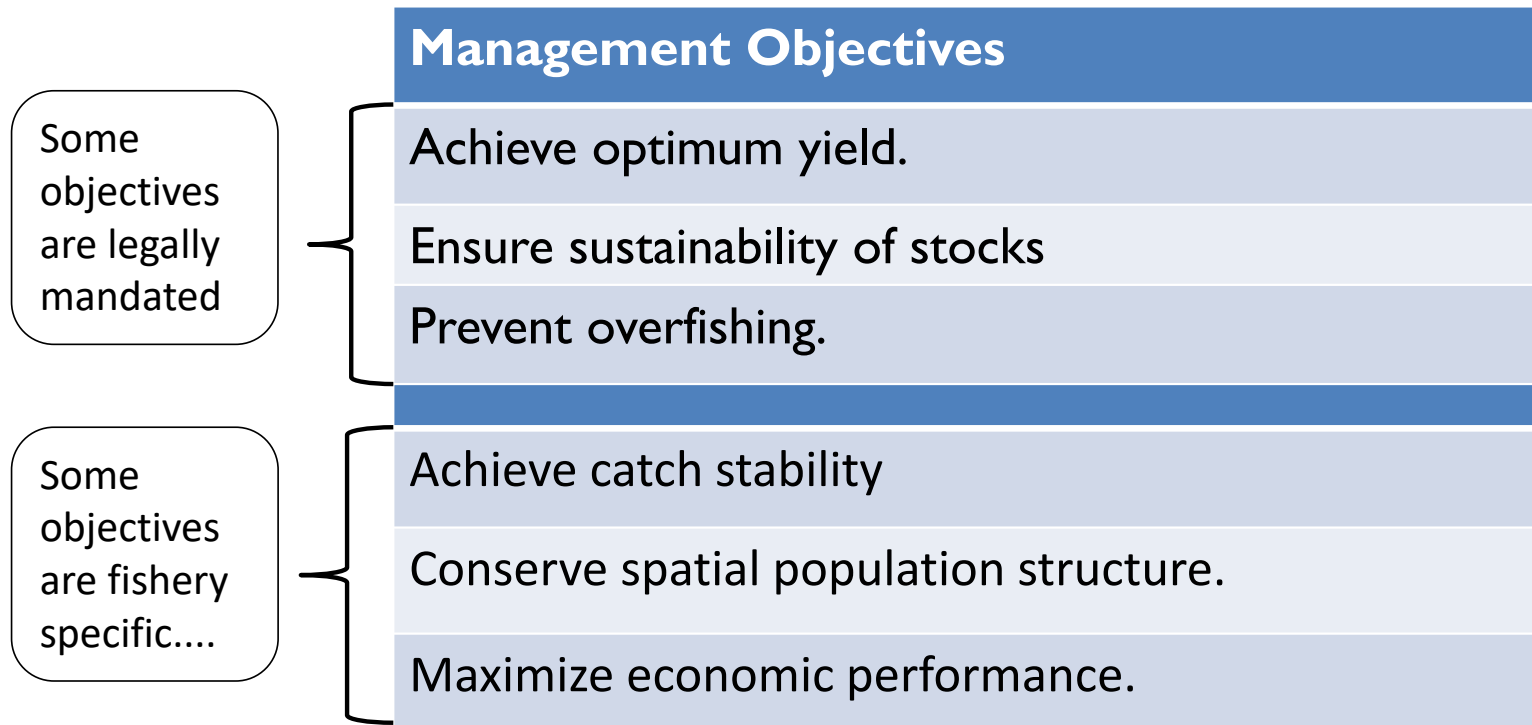 Management Objectives
Some
objectives
are legally
mandated
Achieve optimum yield.
Ensure sustainability of stocks
Prevent overfishing.
Some
objectives
are fishery
specific....
Achieve catch stability
Conserve spatial population structure.
Maximize economic performance.